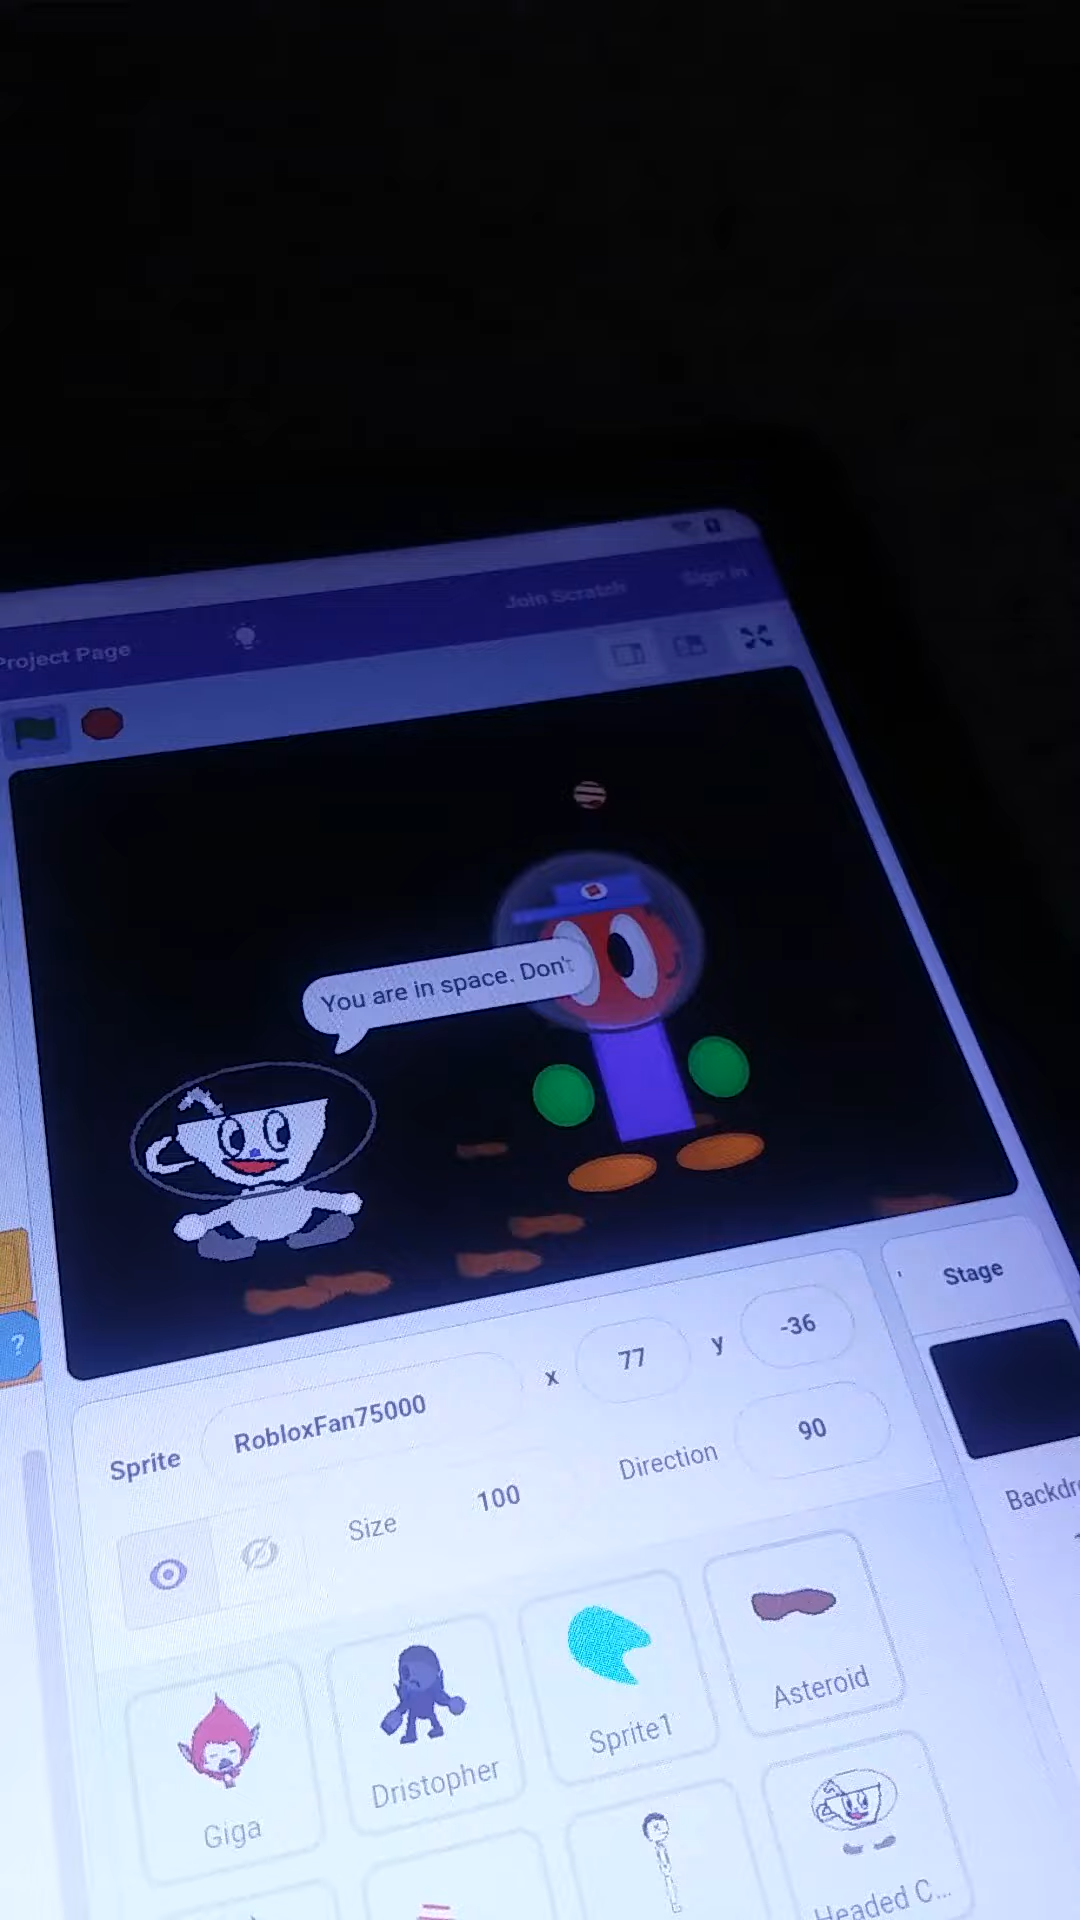 Project Page
Join Scratch
Sign in
You are in space. Don't
Stage
Sprite
RobloxFan75000
x
77
y
-36
Size
100
Direction
90
?
Giga
Dristopher
Sprite1
Asteroid
Headed C...